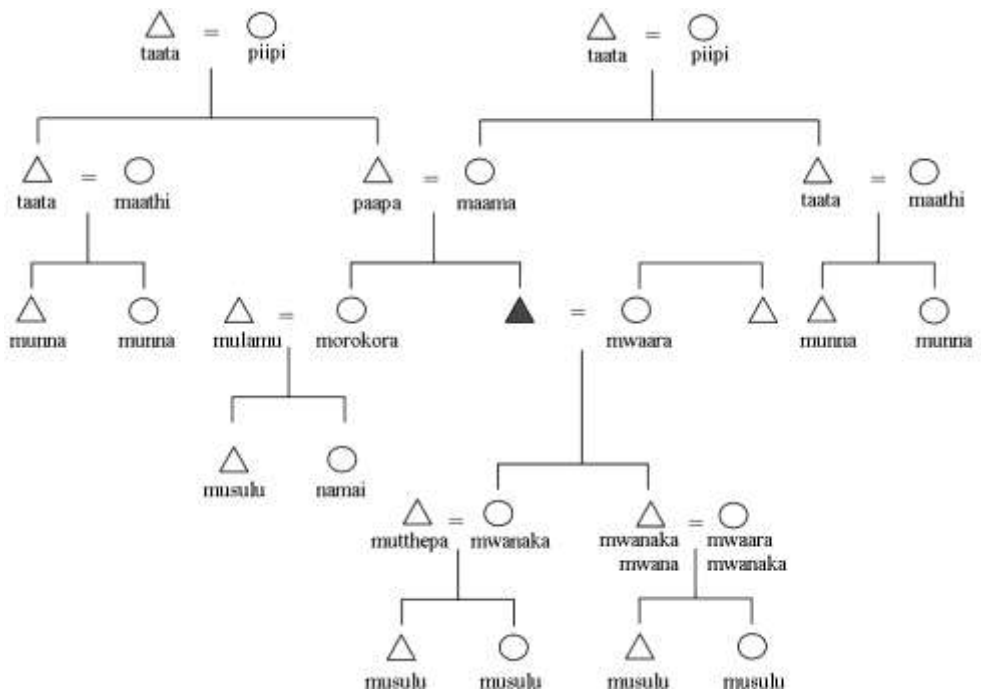 taata = piipi taata = piipi
taata = maathi paapa = maama taata = maathi
munna munna mulamu = morokora = mwaara munna munna
musulu namai
mutthepa = mwanaka mwanaka = mwaara
mwana mwanaka
musulu musulu musulu musulu